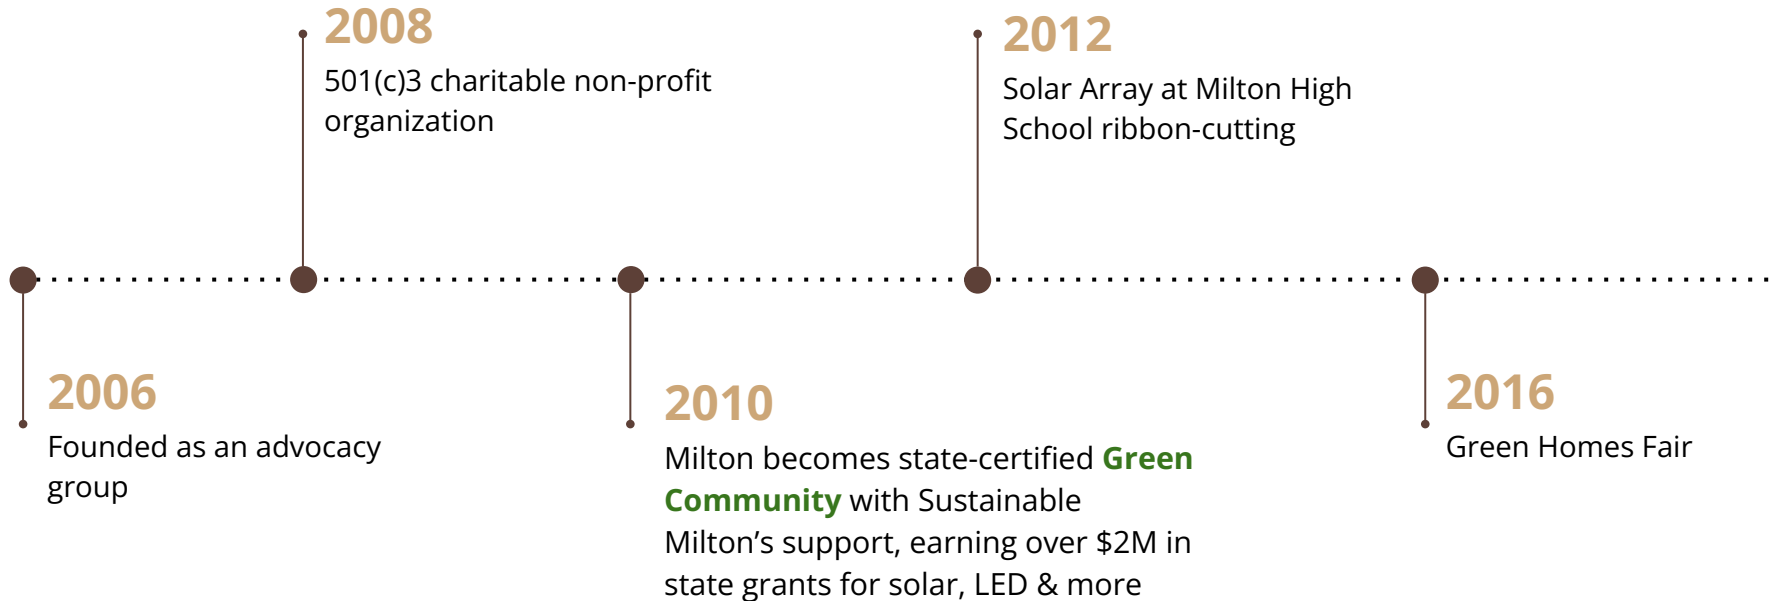 2008
501(c)3 charitable non-profit
organization
2012
Solar Array at Milton High
School ribbon-cutting
2006
Founded as an advocacy
group
2010
Milton becomes state-certified Green
Community with Sustainable
Milton’s support, earning over $2M in
state grants for solar, LED & more
2016
Green Homes Fair